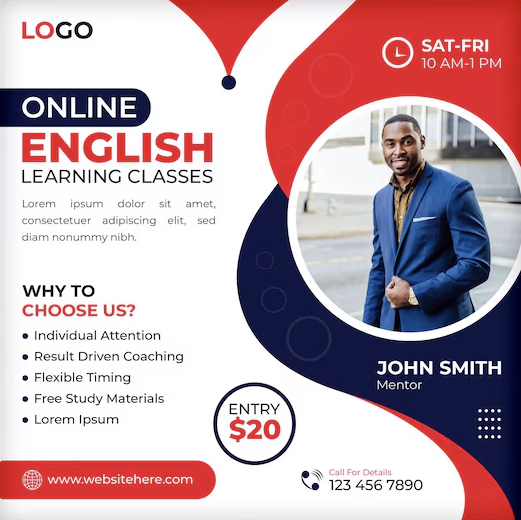 LOGO
SAT-FRI
10 AM-1 PM
ONLINE
ENGLISH
LEARNING CLASSES
Lorem ipsum dolor sit amet,
consectetuer adipiscing elit, sed
diam nonummy nibh.
WHY TO
CHOOSE US?
Individual Attention
Result Driven Coaching
Flexible Timing
Free Study Materials
Lorem Ipsum
JOHN SMITH
Mentor
ENTRY
$20
www.websitehere.com
Call For Details
123 456 7890